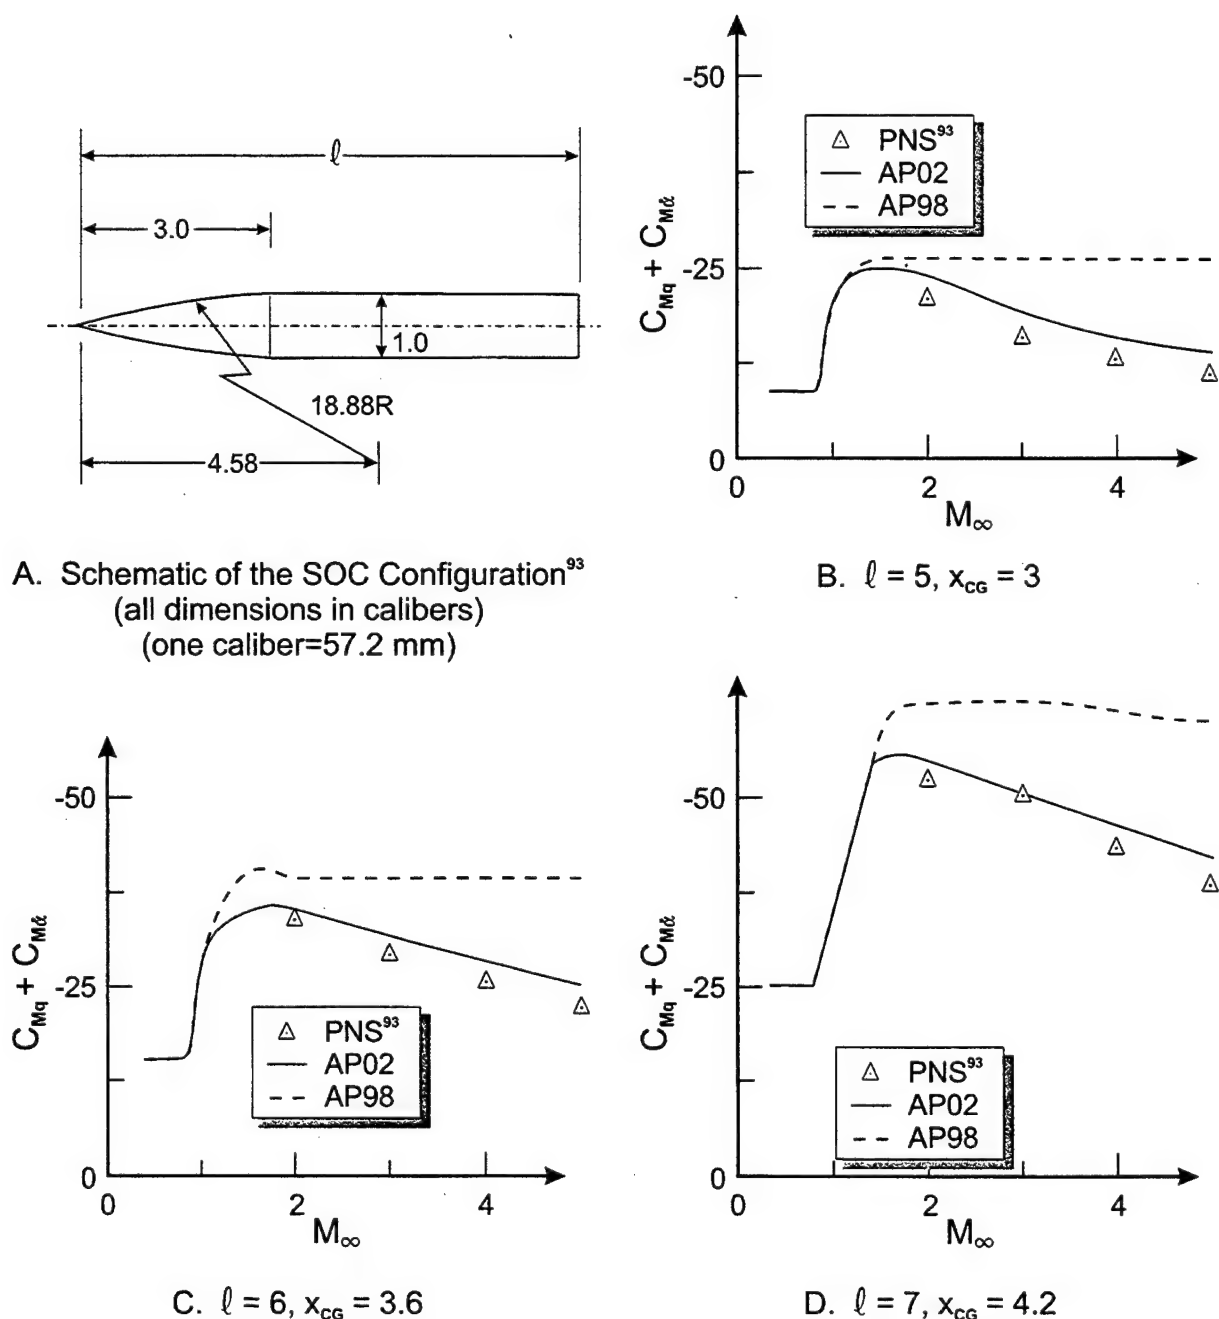 ℓ
3.0
1.0
18.88R
4.58
A. Schematic of the SOC Configuration⁹³
(all dimensions in calibers)
(one caliber=57.2 mm)
-50
-25
0
C_Mq + C_Mα̇
PNS⁹³
AP02
AP98
0 2 4
M∞
B. ℓ = 5, x_CG = 3
-50
-25
0
C_Mq + C_Mα̇
PNS⁹³
AP02
AP98
0 2 4
M∞
C. ℓ = 6, x_CG = 3.6
-50
-25
0
C_Mq + C_Mα̇
PNS⁹³
AP02
AP98
0 2 4
M∞
D. ℓ = 7, x_CG = 4.2